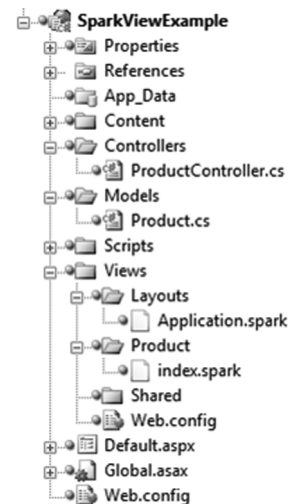 SparkViewExample
Properties
References
App_Data
Content
Controllers
ProductController.cs
Models
Product.cs
Scripts
Views
Layouts
Application.spark
Product
index.spark
Shared
Web.config
Default.aspx
Global.asax
Web.config